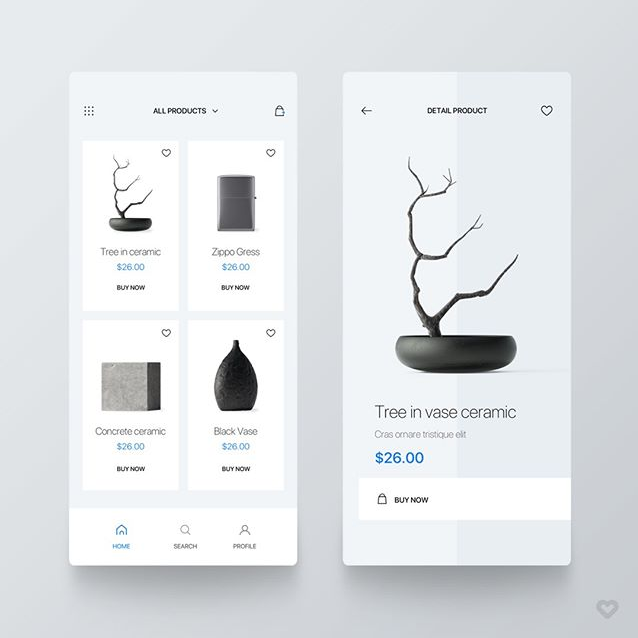 ALL PRODUCTS
Tree in ceramic
$26.00
BUY NOW
Zippo Gress
$26.00
BUY NOW
Concrete ceramic
$26.00
BUY NOW
Black Vase
$26.00
BUY NOW
HOME
SEARCH
PROFILE
DETAIL PRODUCT
Tree in vase ceramic
Cras ornare tristique elit
$26.00
BUY NOW